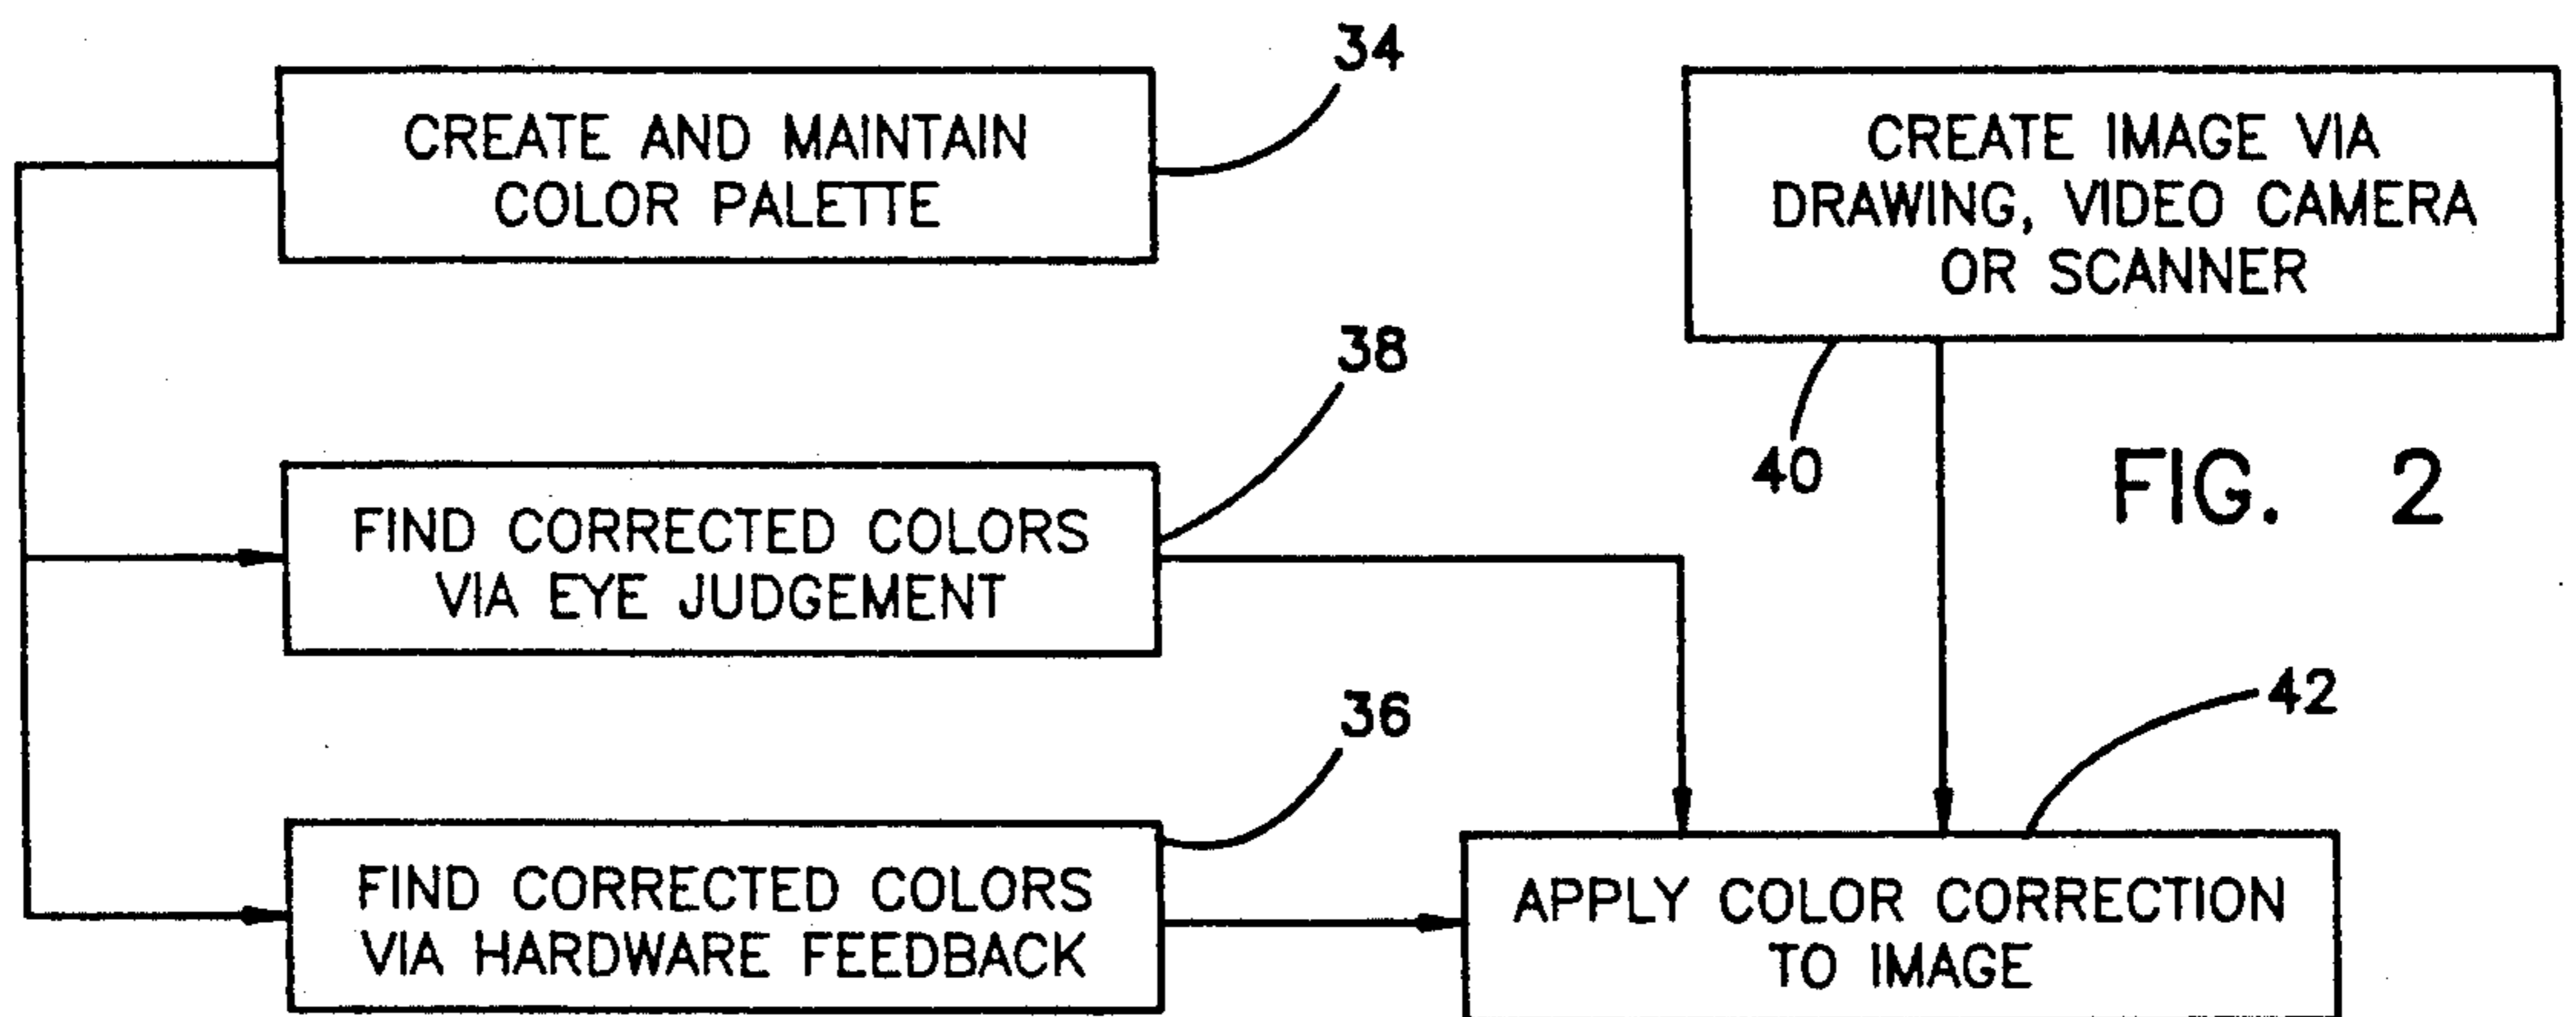 34
CREATE AND MAINTAIN
COLOR PALETTE
CREATE IMAGE VIA
DRAWING, VIDEO CAMERA
OR SCANNER
38
40
FIG. 2
FIND CORRECTED COLORS
VIA EYE JUDGEMENT
36
42
FIND CORRECTED COLORS
VIA HARDWARE FEEDBACK
APPLY COLOR CORRECTION
TO IMAGE